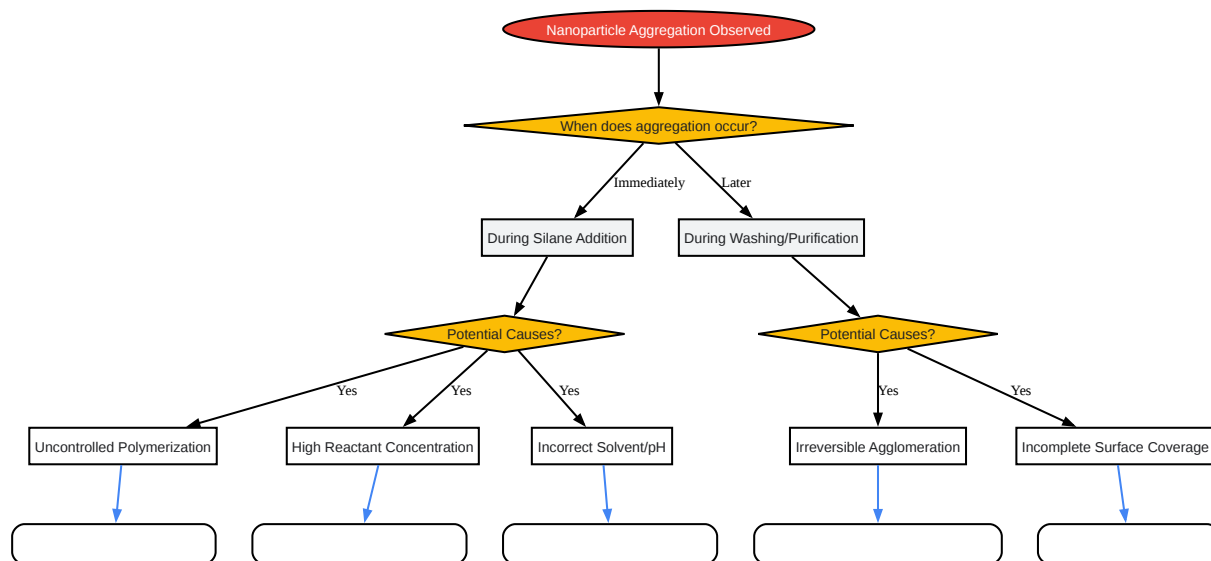 Nanoparticle Aggregation Observed
When does aggregation occur?
Immediately
Later
During Silane Addition
During Washing/Purification
Potential Causes?
Potential Causes?
Yes
Yes
Yes
Yes
Yes
Uncontrolled Polymerization
High Reactant Concentration
Incorrect Solvent/pH
Irreversible Agglomeration
Incomplete Surface Coverage